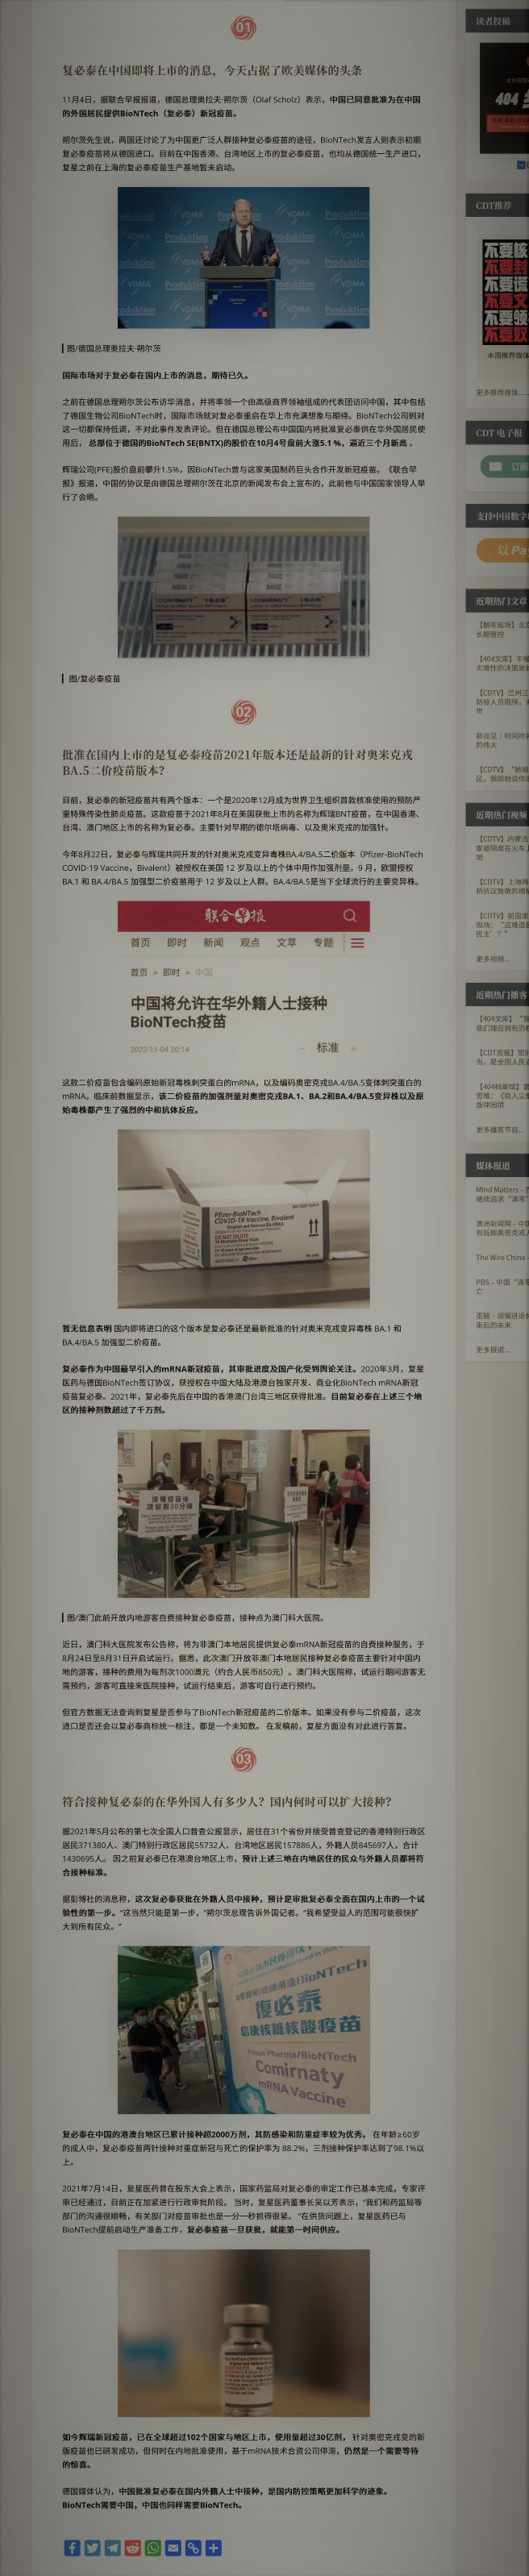 01
复必泰在中国即将上市的消息，今天占据了欧美媒体的头条
11月4日，据联合早报报道，德国总理奥拉夫·朔尔茨（Olaf Scholz）表示，中国已同意批准为在中国
的外国居民提供BioNTech（复必泰）新冠疫苗。
朔尔茨先生说，两国还讨论了为中国更广泛人群接种复必泰疫苗的途径，BioNTech发言人则表示初期
复必泰疫苗将从德国进口。目前在中国香港、台湾地区上市的复必泰疫苗，也均从德国统一生产进口，
复星之前在上海的复必泰疫苗生产基地暂未启动。
VDMA
Produktion
图/德国总理奥拉夫·朔尔茨
国际市场对于复必泰在国内上市的消息，期待已久。
之前在德国总理朔尔茨公布访华消息，并将率领一个由高级商界领袖组成的代表团访问中国，其中包括
了德国生物公司BioNTech时，国际市场就对复必泰重启在华上市充满想象与期待。BioNTech公司则对
这一切都保持低调，不对此事件发表评论。但在德国总理公布中国国内将批准复必泰供在华外国居民使
用后， 总部位于德国的BioNTech SE(BNTX)的股价在10月4号盘前大涨5.1 %，逼近三个月新高 。
辉瑞公司(PFE)股价盘前攀升1.5%，因BioNTech曾与这家美国制药巨头合作开发新冠疫苗。《联合早
报》报道，中国的协议是由德国总理朔尔茨在北京的新闻发布会上宣布的，此前他与中国国家领导人举
行了会晤。
COMIRNATY
图/复必泰疫苗
02
批准在国内上市的是复必泰疫苗2021年版本还是最新的针对奥米克戎
BA.5二价疫苗版本？
目前，复必泰的新冠疫苗共有两个版本：一个是2020年12月成为世界卫生组织首款核准使用的预防严
重特殊传染性肺炎疫苗。这款疫苗于2021年8月在美国获批上市的名称为辉瑞BNT疫苗，在中国香港、
台湾、澳门地区上市的名称为复必泰。主要针对早期的德尔塔病毒、以及奥米克戎的加强针。
今年8月22日，复必泰与辉瑞共同开发的针对奥米克戎变异毒株BA.4/BA.5二价版本（Pfizer-BioNTech
COVID-19 Vaccine，Bivalent）被授权在美国 12 岁及以上的个体中用作加强剂量。9 月，欧盟授权
BA.1 和 BA.4/BA.5 加强型二价疫苗用于 12 岁及以上人群。BA.4/BA.5是当下全球流行的主要变异株。
联合早报
首页 即时 新闻 观点 文萃 专题
首页 > 即时 > 中国
中国将允许在华外籍人士接种
BioNTech疫苗
2022-11-04 20:14 − 标准 +
这款二价疫苗包含编码原始新冠毒株刺突蛋白的mRNA，以及编码奥密克戎BA.4/BA.5变体刺突蛋白的
mRNA。临床前数据显示，该二价疫苗的加强剂量对奥密克戎BA.1、BA.2和BA.4/BA.5变异株以及原
始毒株都产生了强烈的中和抗体反应。
Pfizer-BioNTech
COVID-19 Vaccine, Bivalent
暂无信息表明 国内即将进口的这个版本是复必泰还是最新批准的针对奥米克戎变异毒株 BA.1 和
BA.4/BA.5 加强型二价疫苗。
复必泰作为中国最早引入的mRNA新冠疫苗，其审批进度及国产化受到舆论关注。2020年3月，复星
医药与德国BioNTech签订协议，获授权在中国大陆及港澳台独家开发、商业化BioNTech mRNA新冠
疫苗复必泰。2021年，复必泰先后在中国的香港澳门台湾三地区获得批准。目前复必泰在上述三个地
区的接种剂数超过了千万剂。
接種疫苗後
請留觀30分鐘
图/澳门此前开放内地游客自费接种复必泰疫苗，接种点为澳门科大医院。
近日，澳门科大医院发布公告称，将为非澳门本地居民提供复必泰mRNA新冠疫苗的自费接种服务，于
8月24日至8月31日开启试运行。据悉，此次澳门开放非澳门本地居民接种复必泰疫苗主要针对中国内
地的游客，接种的费用为每剂次1000澳元（约合人民币850元）。澳门科大医院称，试运行期间游客无
需预约，游客可直接来医院接种，试运行结束后，游客可自行进行预约。
但官方数据无法查询到复星是否参与了BioNTech新冠疫苗的二价版本。如果没有参与二价疫苗，这次
进口是否还会以复必泰商标统一标注，都是一个未知数。 在发稿前，复星方面没有对此进行答复。
03
符合接种复必泰的在华外国人有多少人？国内何时可以扩大接种？
据2021年5月公布的第七次全国人口普查公报显示，居住在31个省份并接受普查登记的香港特别行政区
居民371380人、澳门特别行政区居民55732人、台湾地区居民157886人，外籍人员845697人，合计
1430695人。 因之前复必泰已在港澳台地区上市，预计上述三地在内地居住的民众与外籍人员都将符
合接种标准。
据彭博社的消息称，这次复必泰获批在外籍人员中接种，预计是审批复必泰全面在国内上市的一个试
验性的第一步。“这当然只能是第一步，”朔尔茨总理告诉外国记者。“我希望受益人的范围可能很快扩
大到所有民众。”
BioNTech
復必泰
信使核糖核酸疫苗
Fosun Pharma/BioNTech
Comirnaty
mRNA Vaccine
复必泰在中国的港澳台地区已累计接种超2000万剂，其防感染和防重症率较为优秀。 在年龄≥60岁
的成人中，复必泰疫苗两针接种对重症新冠与死亡的保护率为 88.2%，三剂接种保护率达到了98.1%以
上。
2021年7月14日，复星医药曾在股东大会上表示，国家药监局对复必泰的审定工作已基本完成，专家评
审已经通过，目前正在加紧进行行政审批阶段。 当时，复星医药董事长吴以芳表示，“我们和药监局等
部门的沟通很顺畅，有关部门对疫苗审批也是一分一秒抓得很紧。 ”在供货问题上，复星医药已与
BioNTech提前启动生产准备工作，复必泰疫苗一旦获批，就能第一时间供应。
如今辉瑞新冠疫苗，已在全球超过102个国家与地区上市，使用量超过30亿剂， 针对奥密克戎变的新
版疫苗也已研发成功，但何时在内地批准使用，基于mRNA技术合资公司停滞，仍然是一个需要等待
的惊喜。
德国媒体认为，中国批准复必泰在国内外籍人士中接种，是国内防控策略更加科学的迹象。
BioNTech需要中国，中国也同样需要BioNTech。
读者投稿
404
CDT推荐
不要核
不要封
不要谎
不要文
不要领
不要奴
本周推荐媒体
更多推荐媒体……
CDT 电子报
订阅
支持中国数字
以 Pa
近期热门文章
【翻车现场】北京
长期管控
【404文库】
灾难性的决策
【CDTV】兰州三
防疫人员阻挠，
世
新亮见｜时间终
的伟大
【CDTV】“她
区，我跟她说你
近期热门视频
【CDTV】内蒙古
家被隔离在火车上
地
【CDTV】上海两
桥抗议致敬的
【CDTV】前国
现场：“这难道
民主’？”
更多视频...
近期热门播客
【404文库】“我
我们理应拥有的
【CDT周报】第9
当，是全国人民
【404档案馆】第
苦难：《隐入尘烟
旋律困境
更多播客节目...
媒体报道
Mind Matters –
继续追求“清零”
澳洲新闻网 – 中国
有扭御奥密克戎
The Wire China –
PBS – 中国“清零
亡
歪脑 –
束后的未来
更多报道...